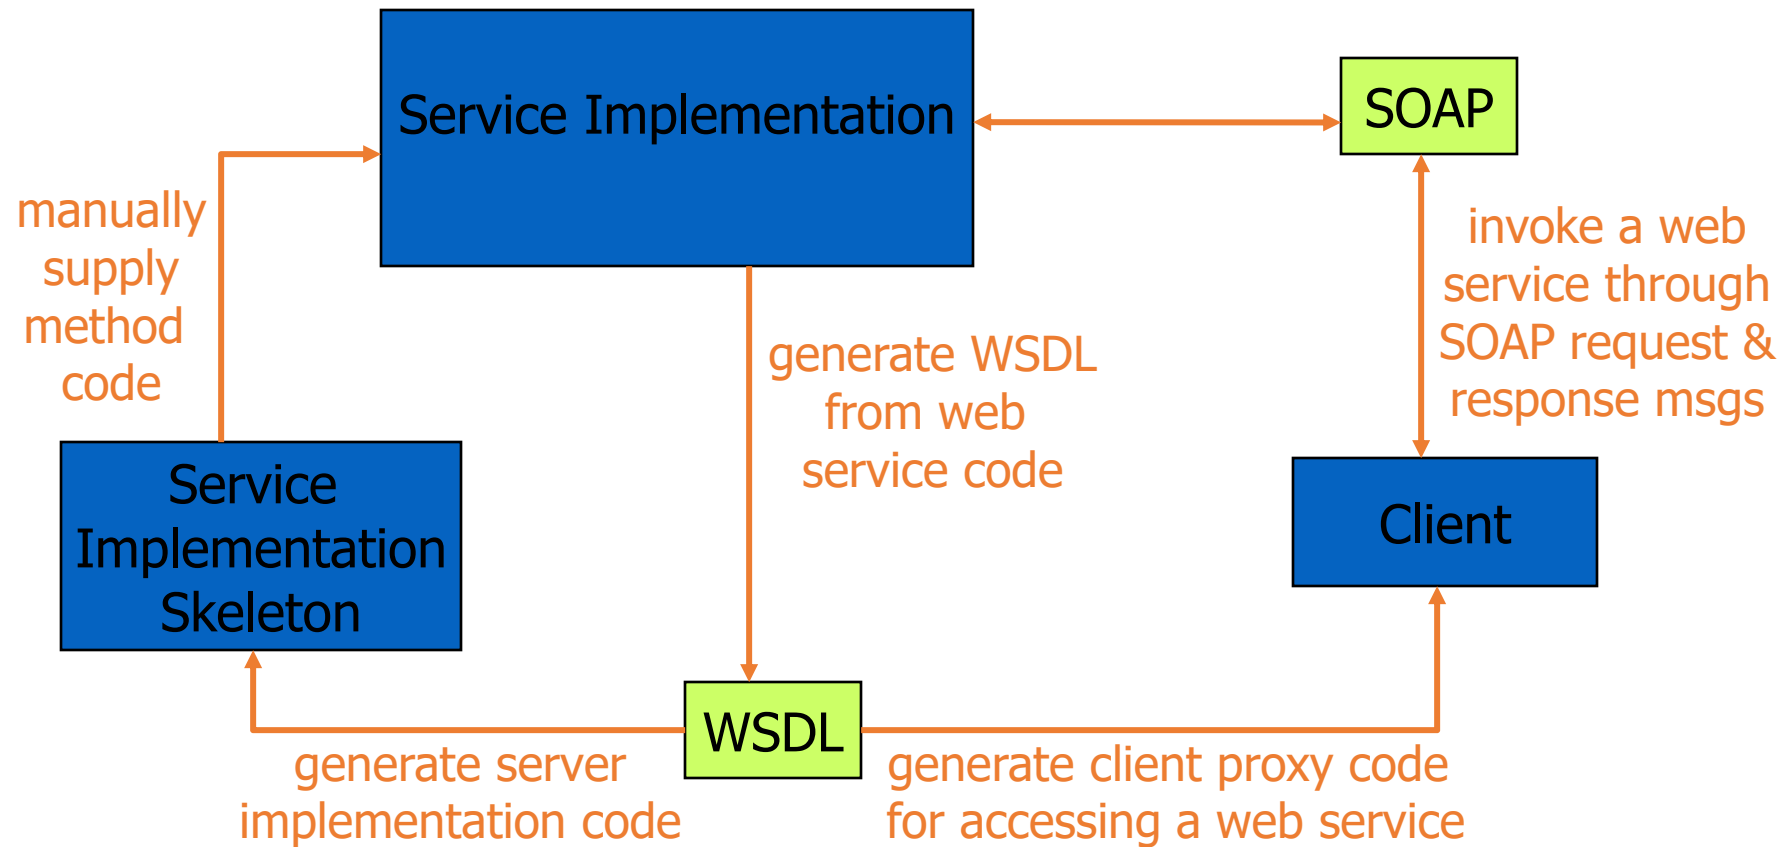 Service Implementation
SOAP
manually
supply
method
code
invoke a web
service through
SOAP request &
response msgs
generate WSDL
from web
service code
Service
Implementation
Skeleton
Client
WSDL
generate server
implementation code
generate client proxy code
for accessing a web service